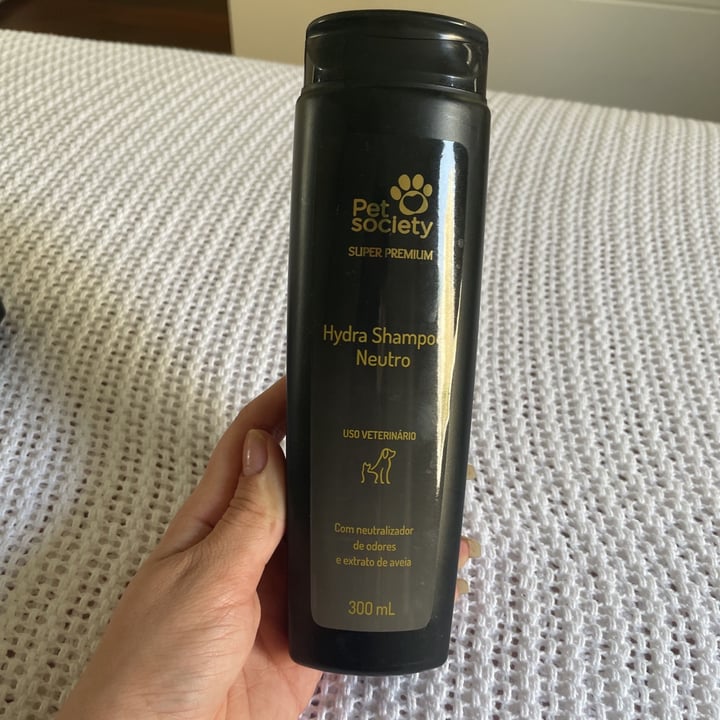 Pet
society
SUPER PREMIUM
Hydra Shampoo
Neutro
USO VETERINÁRIO
Com neutralizador
de odores
e extrato de aveia
300 mL